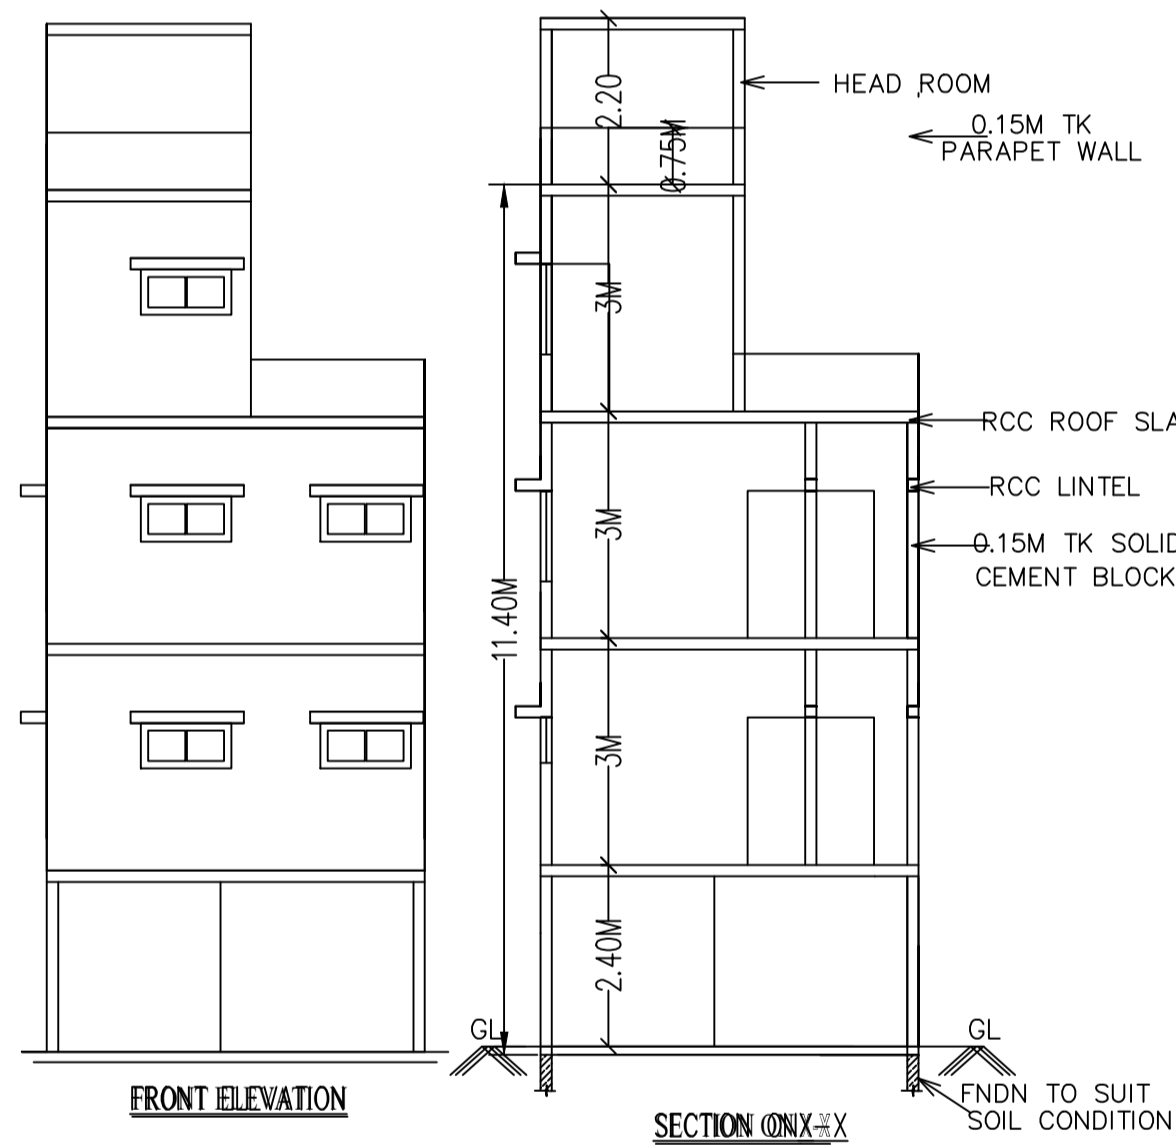 2.20
HEAD ROOM
0.15M TK
PARAPET WALL
0.75M
3M
RCC ROOF SLA
RCC LINTEL
3M
0.15M TK SOLID
CEMENT BLOCK
11.40M
3M
2.40M
GL
GL
FRONT ELEVATION
FNDN TO SUIT
SOIL CONDITION
SECTION ON X-X